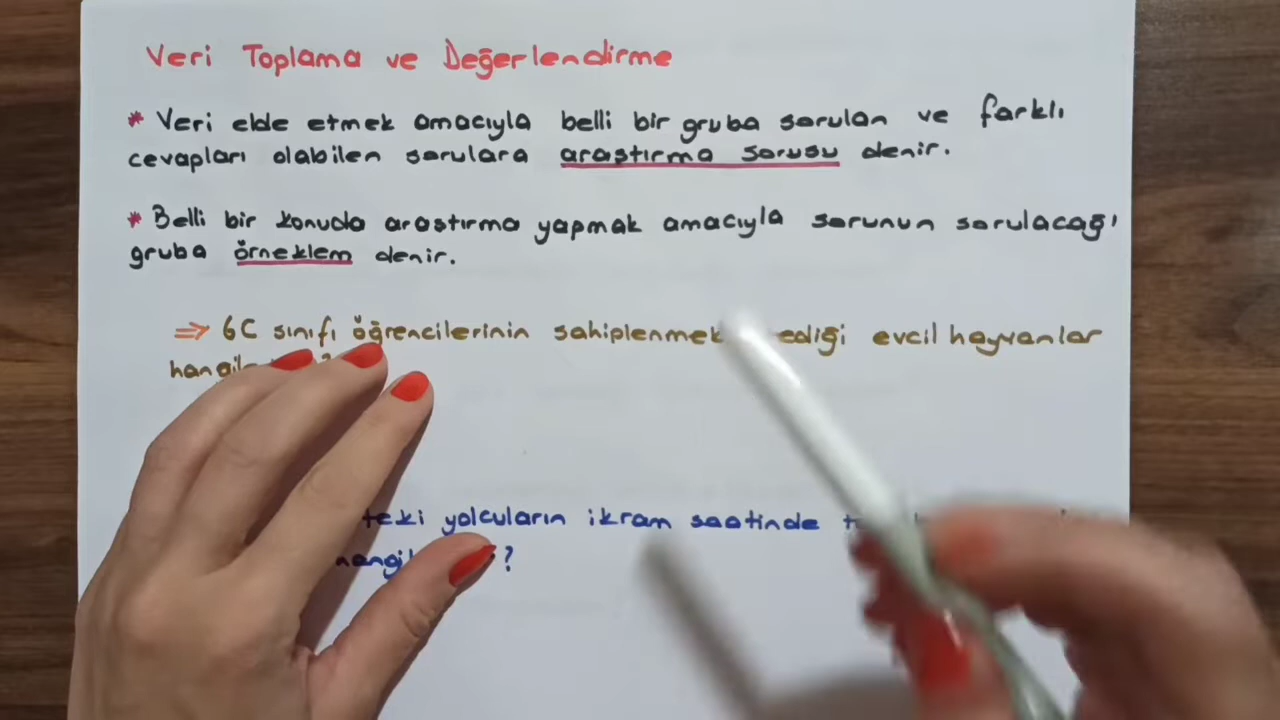 Veri Toplama ve Değerlendirme
* Veri elde etmek amacıyla belli bir gruba sorulan ve farklı
cevapları olabilen sorulara araştırma sorusu denir.
* Belli bir konuda araştırma yapmak amacıyla sorunun sorulacağı
gruba örneklem denir.
⇒ 6C sınıfı öğrencilerinin sahiplenmek evcil hayvanlar
yolcuların ikram saatinde
?